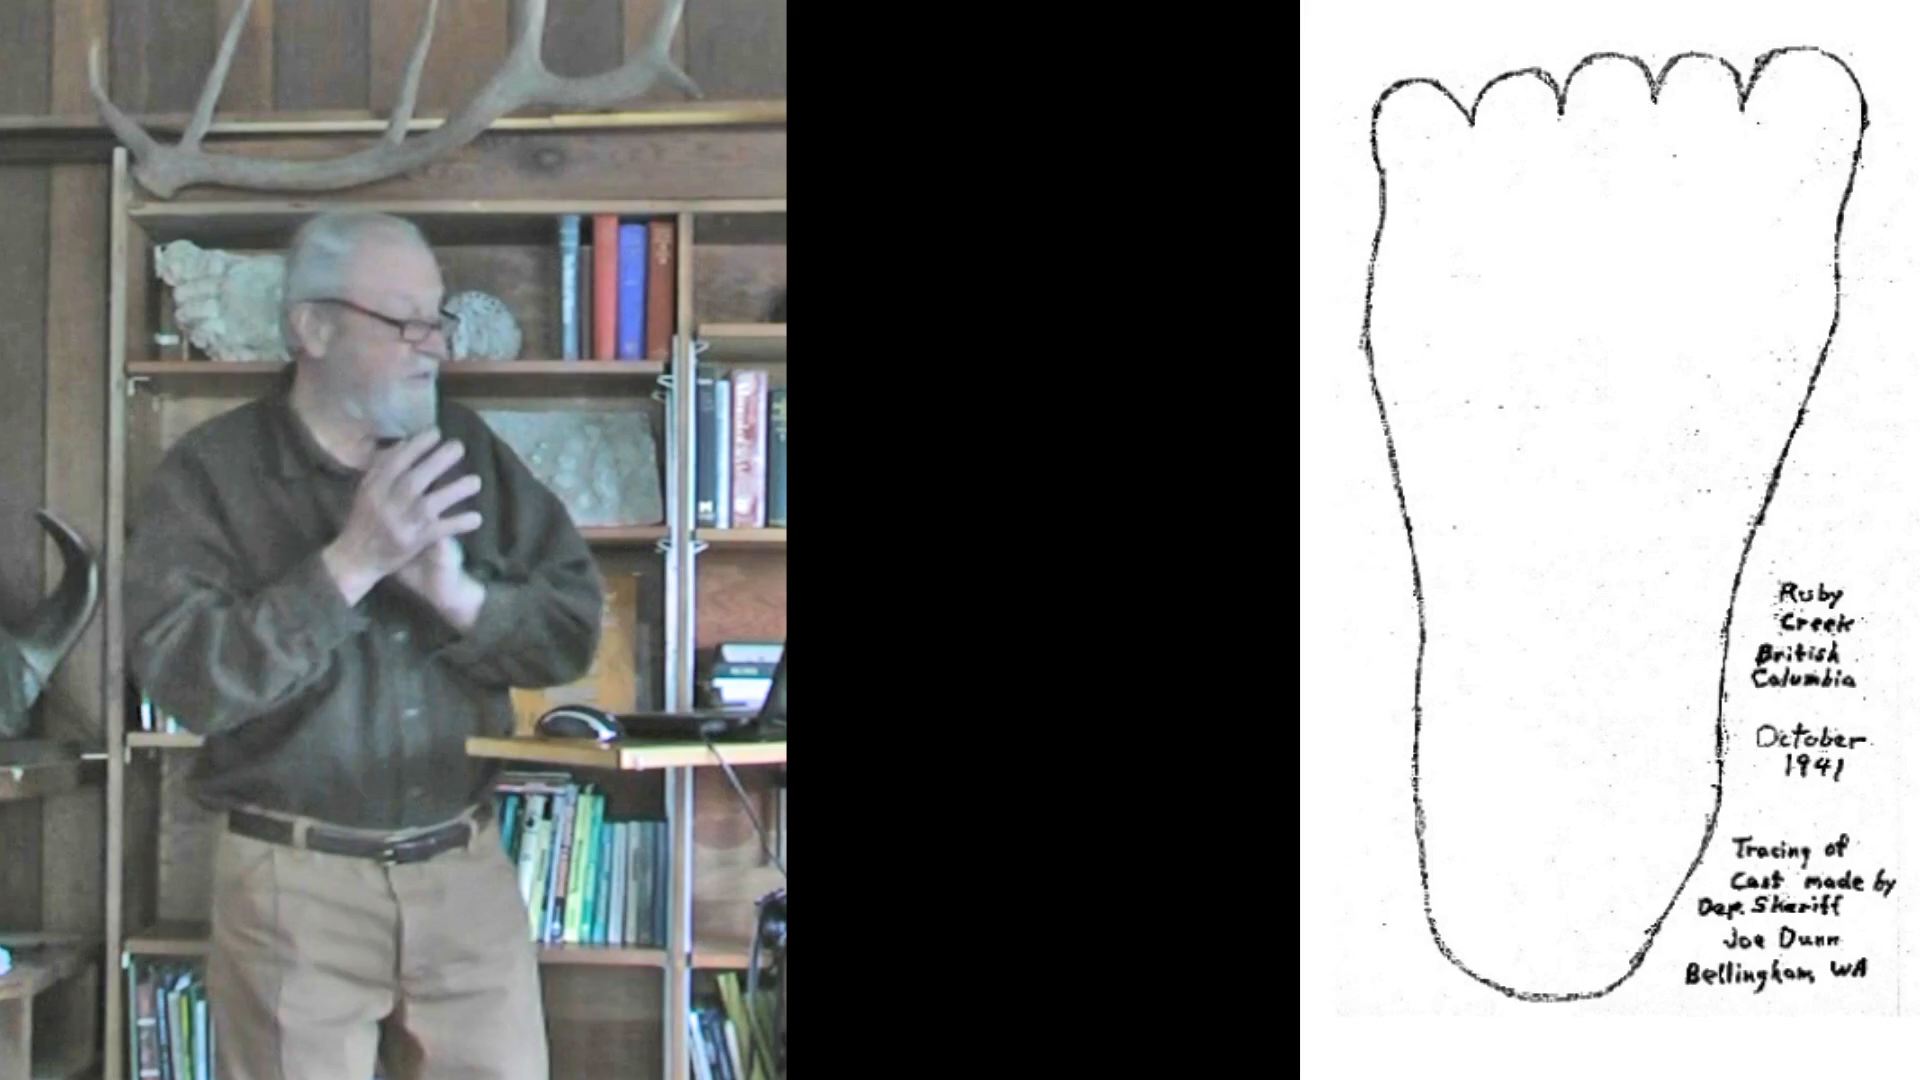 Ruby
Creek
British
Columbia
October
1941
Tracing of
Cast made by
Dep. Sheriff
Joe Dunn
Bellingham, WA